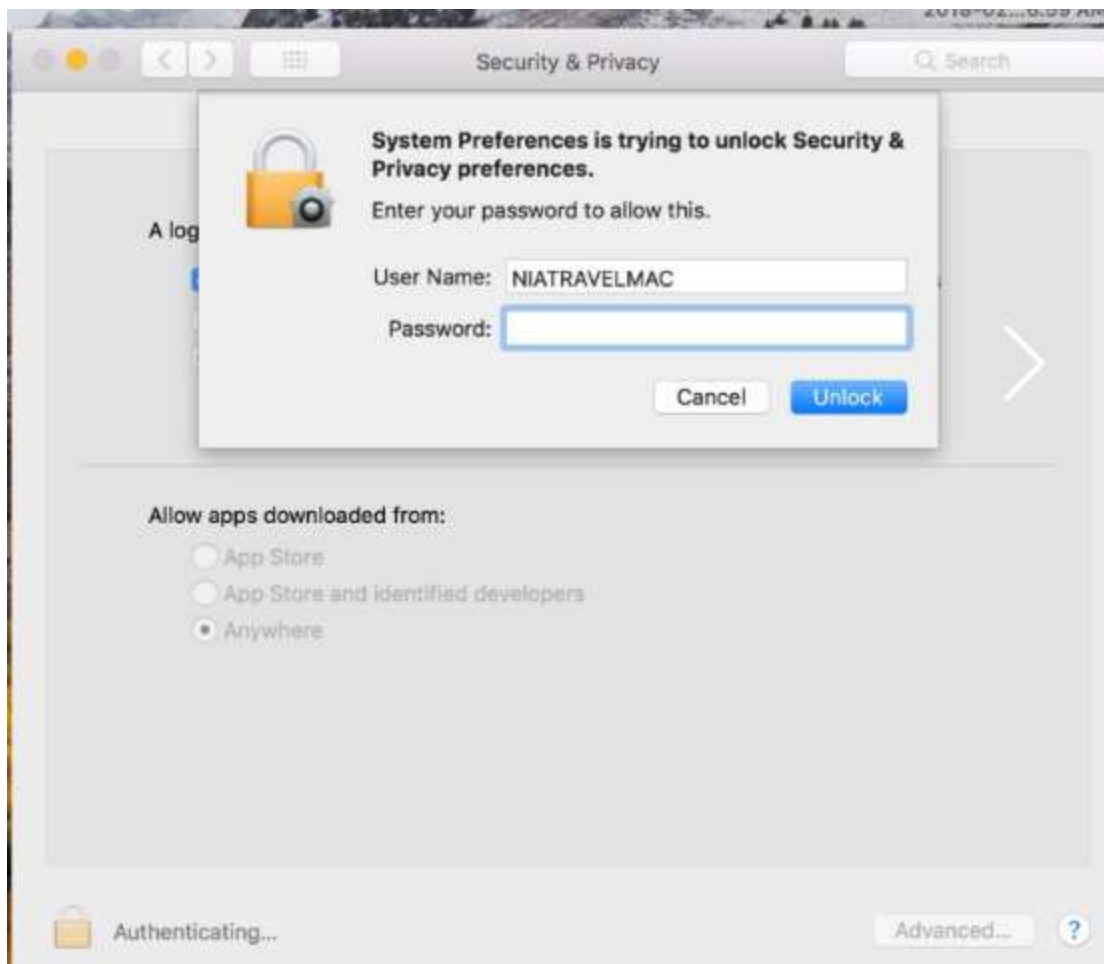 Security & Privacy
Search
System Preferences is trying to unlock Security &
Privacy preferences.
Enter your password to allow this.
A log
User Name: NIATRAVELMAC
Password:
Cancel
Unlock
Allow apps downloaded from:
App Store
App Store and identified developers
Anywhere
Authenticating...
Advanced...
?